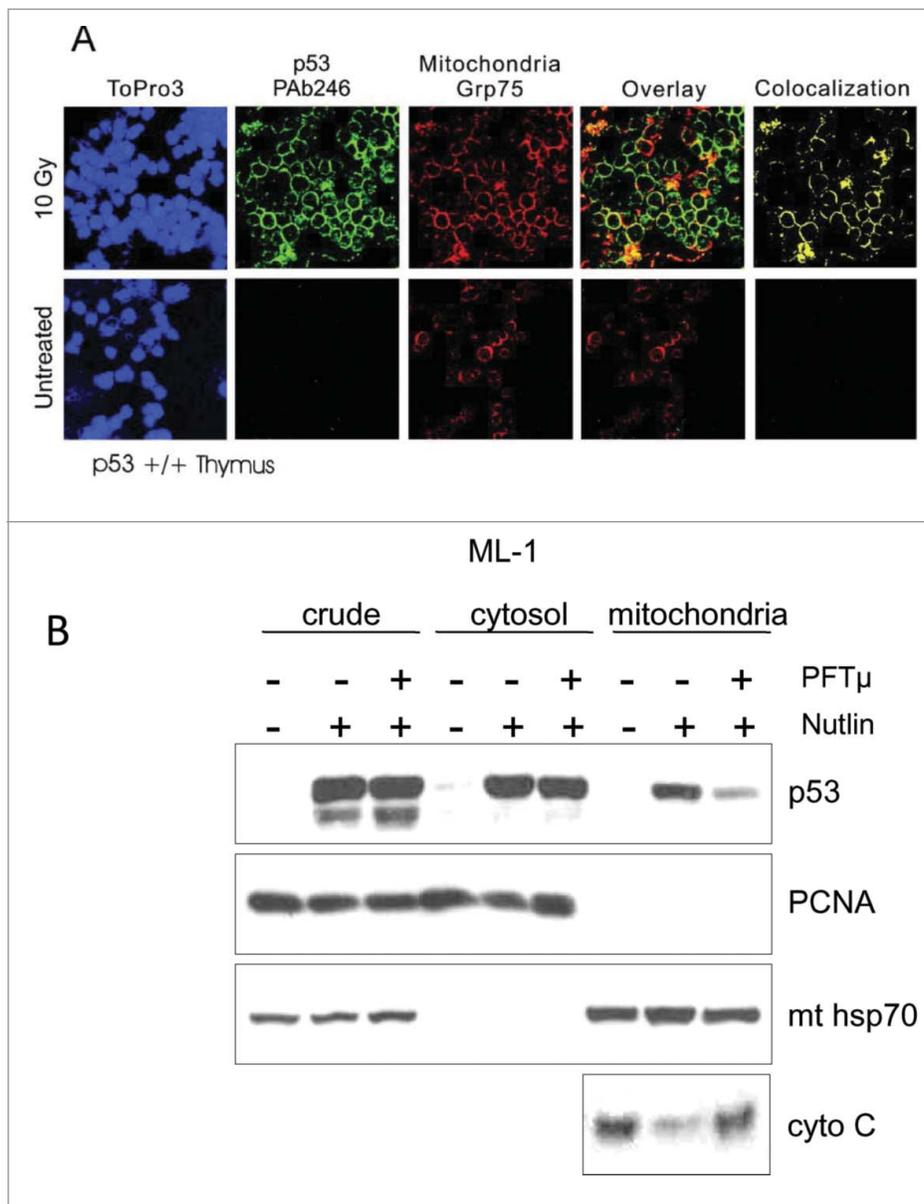 A
ToPro3
p53
PAb246
Mitochondria
Grp75
Overlay
Colocalization
10 Gy
Untreated
p53 +/+ Thymus
ML-1
B
crude cytosol mitochondria
- - + - - + - - + PFTμ
- + + - + + - + + Nutlin
p53
PCNA
mt hsp70
cyto C